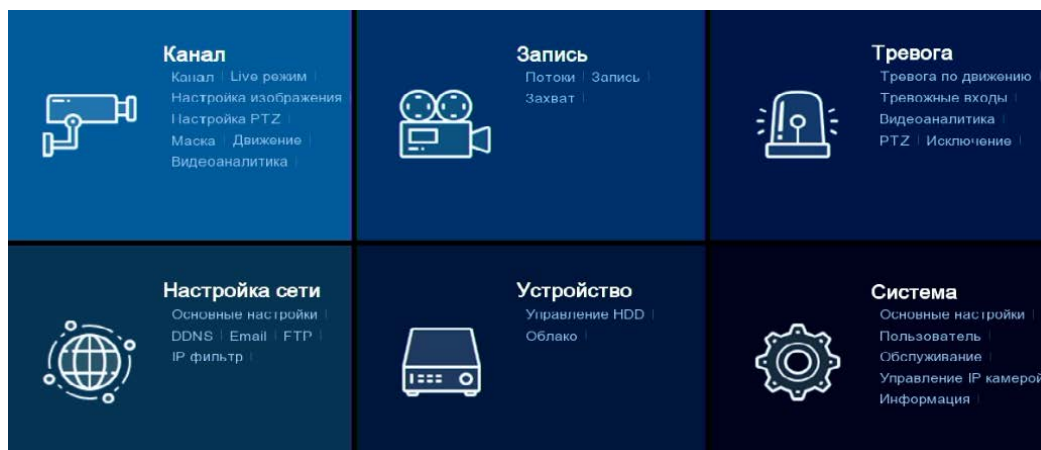 Канал
Канал | Live режим |
Настройка изображения
Настройка PTZ |
Маска | Движение |
Видеоаналитика |
Запись
Потоки | Запись |
Захват |
Тревога
Тревога по движению
Тревожные входы |
Видеоаналитика |
PTZ | Исключение |
Настройка сети
Основные настройки |
DDNS | Email | FTP |
IP фильтр |
Устройство
Управление HDD |
Облако |
Система
Основные настройки |
Пользователь |
Обслуживание |
Управление IP камерой
Информация |